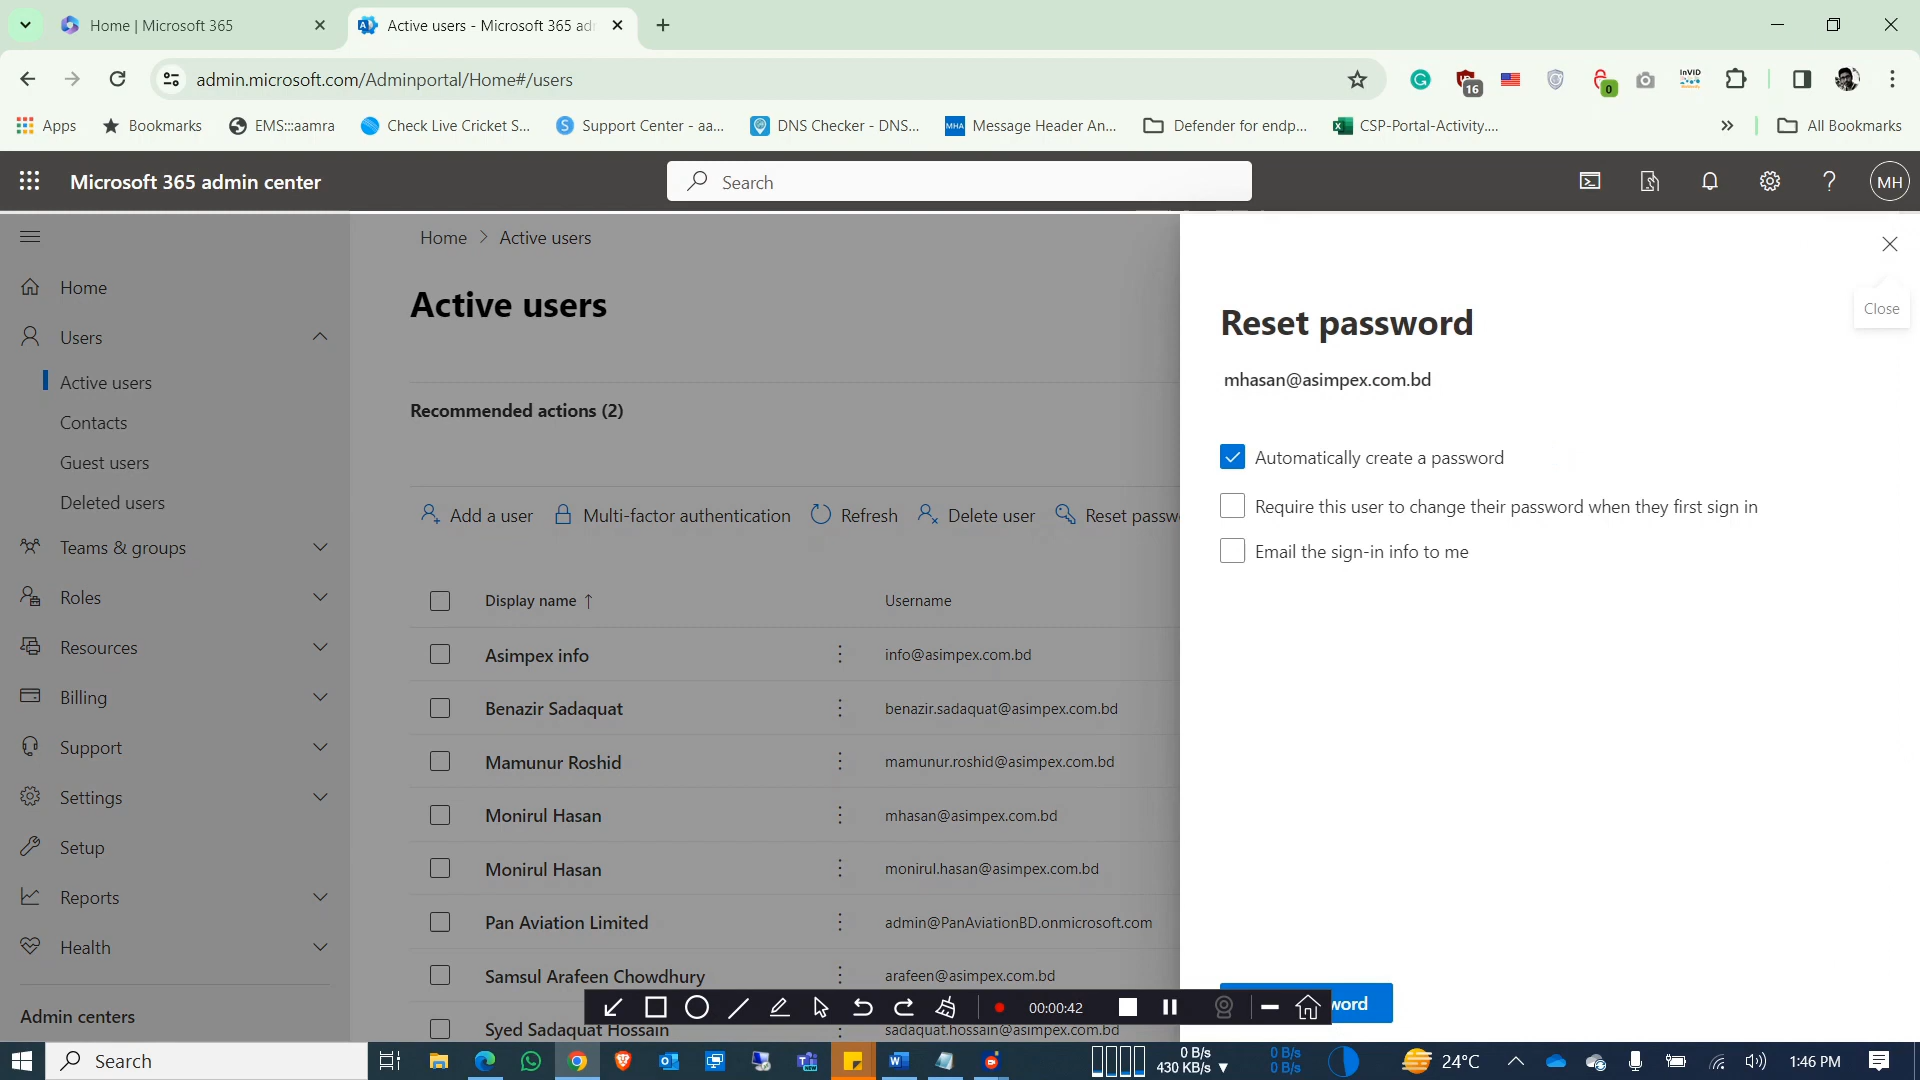 Home | Microsoft 365
Active users - Microsoft 365 ad
admin.microsoft.com/Adminportal/Home#/users
16
0
InVID
Apps
Bookmarks
EMS:::aamra
Check Live Cricket S...
Support Center - aa...
DNS Checker - DNS...
MHA
Message Header An...
Defender for endp...
CSP-Portal-Activity....
All Bookmarks
Microsoft 365 admin center
Search
MH
Home
Users
Active users
Contacts
Guest users
Deleted users
Teams & groups
Roles
Resources
Billing
Support
Settings
Setup
Reports
Health
Admin centers
Home > Active users
Active users
Recommended actions (2)
Add a user
Multi-factor authentication
Refresh
Delete user
Reset passw
Display name ↑
Username
Asimpex info
info@asimpex.com.bd
Benazir Sadaquat
benazir.sadaquat@asimpex.com.bd
Mamunur Roshid
mamunur.roshid@asimpex.com.bd
Monirul Hasan
mhasan@asimpex.com.bd
Monirul Hasan
monirul.hasan@asimpex.com.bd
Pan Aviation Limited
admin@PanAviationBD.onmicrosoft.com
Samsul Arafeen Chowdhury
arafeen@asimpex.com.bd
Syed Sadaquat Hossain
sadaquat.hossain@asimpex.com.bd
Close
Reset password
mhasan@asimpex.com.bd
Automatically create a password
Require this user to change their password when they first sign in
Email the sign-in info to me
word
00:00:42
Search
0 B/s
430 KB/s
0 B/s
0 B/s
24°C
1:46 PM